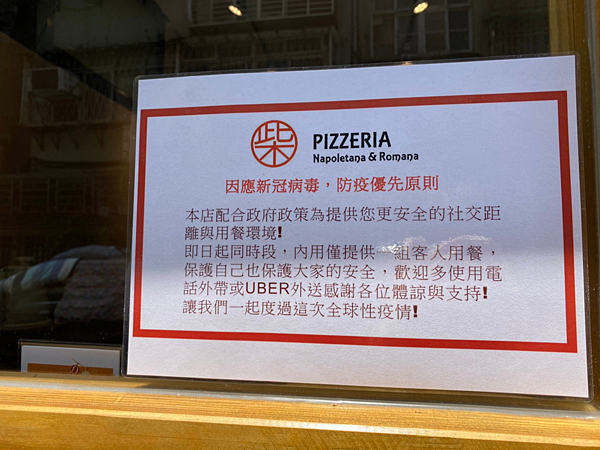 柴
PIZZERIA
Napoletana & Romana
因應新冠病毒，防疫優先原則
本店配合政府政策為提供您更安全的社交距
離與用餐環境!
即日起同時段，內用僅提供一組客人用餐，
保護自己也保護大家的安全，歡迎多使用電
話外帶或UBER外送感謝各位體諒與支持!
讓我們一起度過這次全球性疫情!